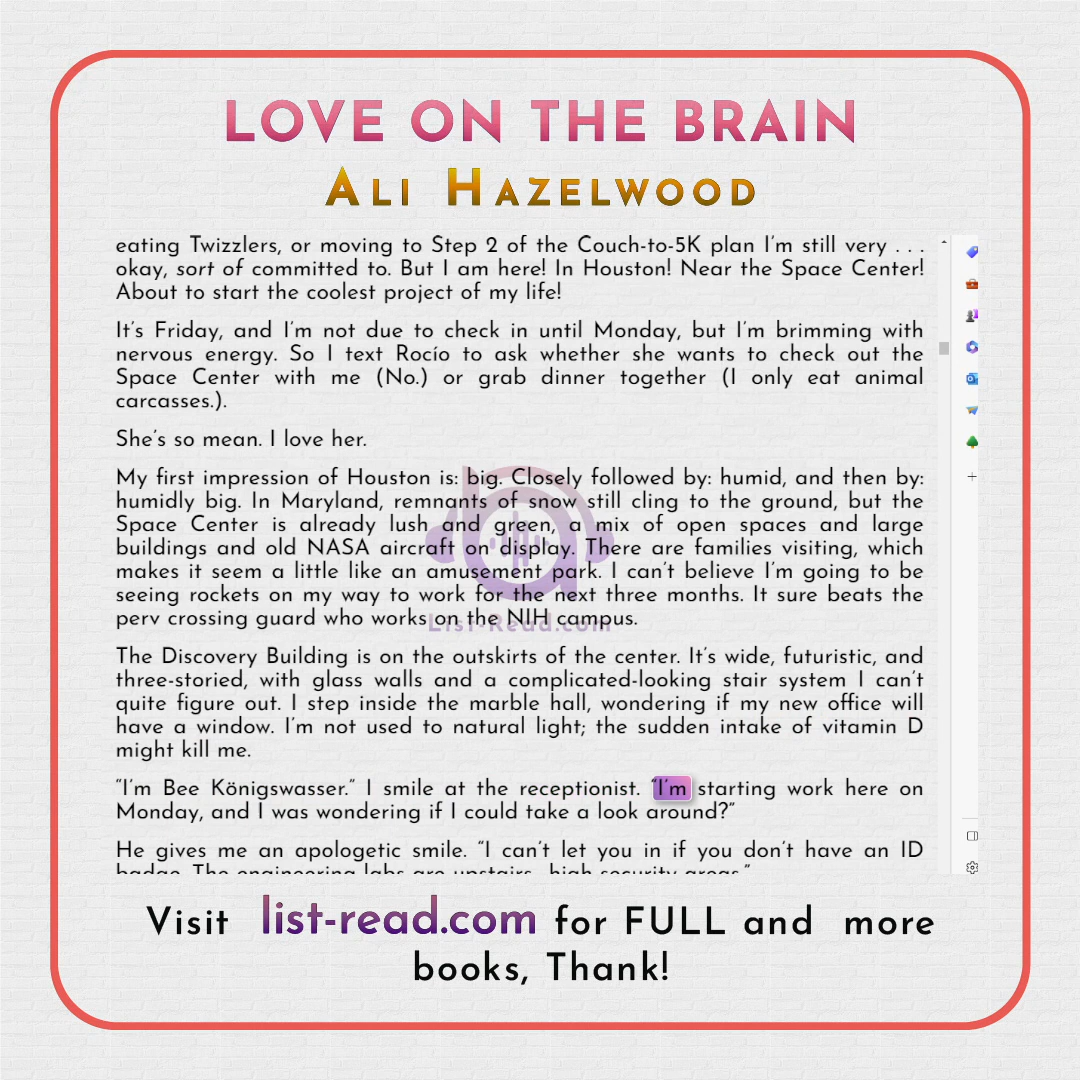 LOVE ON THE BRAIN
ALI HAZELWOOD
eating Twizzlers, or moving to Step 2 of the Couch-to-5K plan I'm still very . . .
okay, sort of committed to. But I am here! In Houston! Near the Space Center!
About to start the coolest project of my life!
It's Friday, and I'm not due to check in until Monday, but I'm brimming with
nervous energy. So I text Rocío to ask whether she wants to check out the
Space Center with me (No.) or grab dinner together (I only eat animal
carcasses.).
She's so mean. I love her.
My first impression of Houston is: big. Closely followed by: humid, and then by:
humidly big. In Maryland, remnants of snow still cling to the ground, but the
Space Center is already lush and green, a mix of open spaces and large
buildings and old NASA aircraft on display. There are families visiting, which
makes it seem a little like an amusement park. I can't believe I'm going to be
seeing rockets on my way to work for the next three months. It sure beats the
perv crossing guard who works on the NIH campus.
List-Read.com
The Discovery Building is on the outskirts of the center. It's wide, futuristic, and
three-storied, with glass walls and a complicated-looking stair system I can't
quite figure out. I step inside the marble hall, wondering if my new office will
have a window. I'm not used to natural light; the sudden intake of vitamin D
might kill me.
“I'm Bee Königswasser.” I smile at the receptionist. “I'm starting work here on
Monday, and I was wondering if I could take a look around?”
He gives me an apologetic smile. “I can't let you in if you don't have an ID
badge. The engineering labs are upstairs—high-security areas.”
Visit list-read.com for FULL and more
books, Thank!